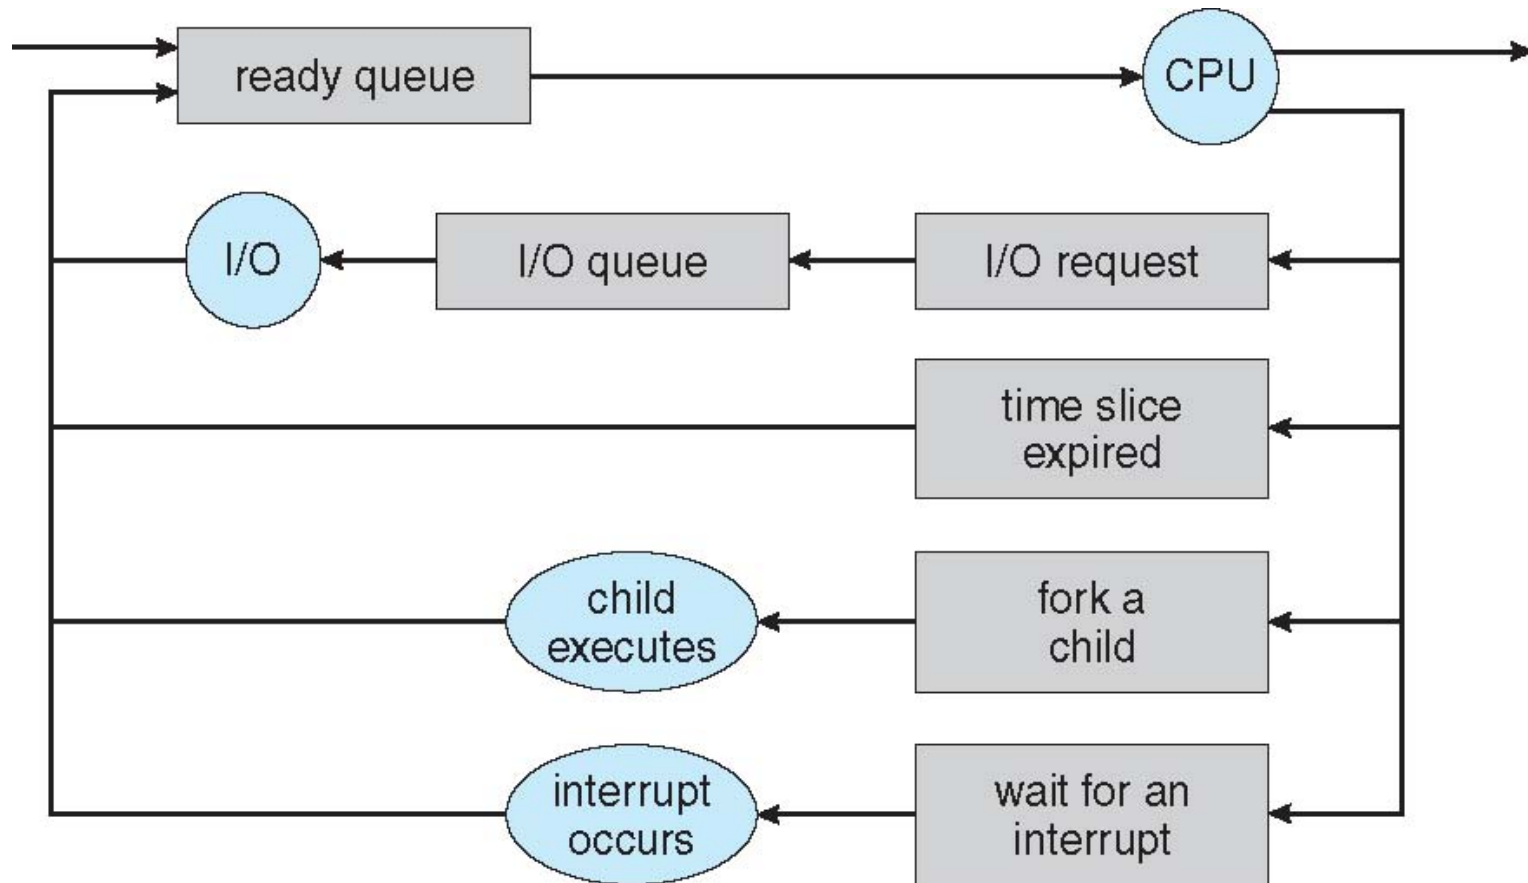 ready queue
CPU
I/O
I/O queue
I/O request
time slice
expired
child
executes
fork a
child
interrupt
occurs
wait for an
interrupt